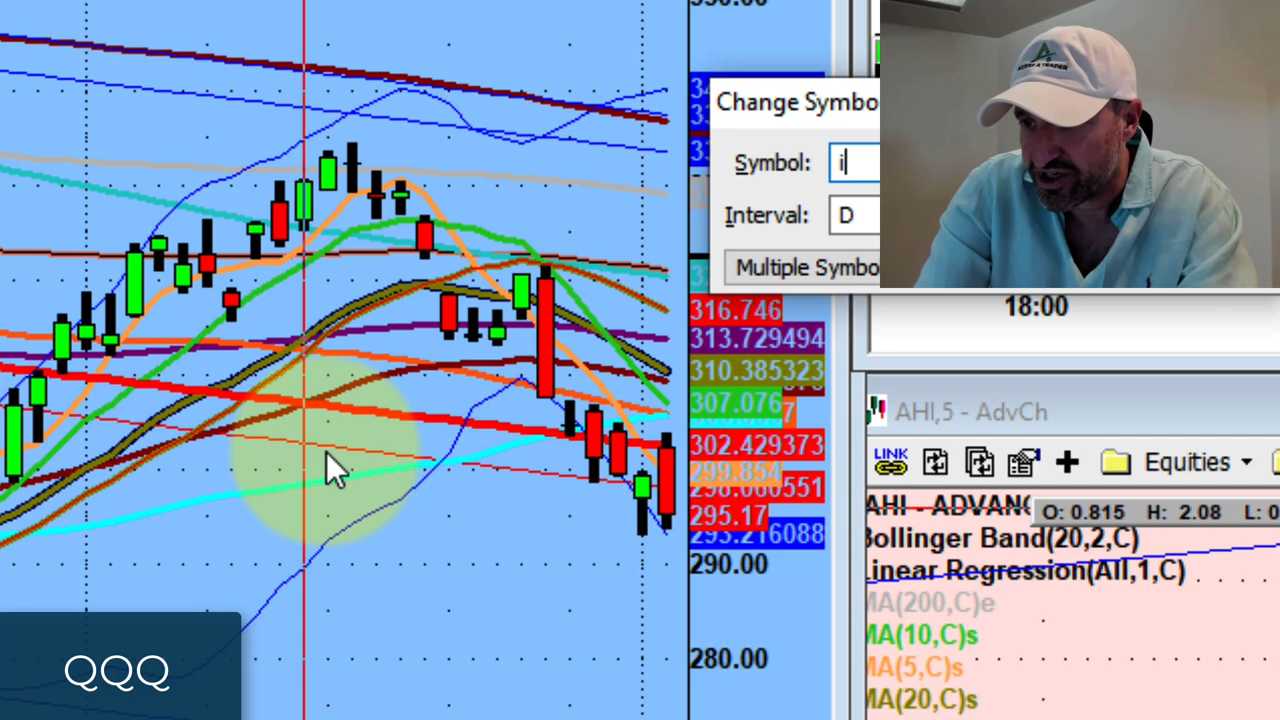 Change Symbo
Symbol: i
Interval: D
Multiple Symbo
18:00
316.746
313.729494
310.385323
307.076
302.429373
299.854
295.17
290.00
280.00
AHI,5 - AdvCh
LINK
Equities
AHI - ADVANC
O: 0.815 H: 2.08 L: 0
Bollinger Band(20,2,C)
Linear Regression(All,1,C)
MA(200,C)e
MA(10,C)s
MA(5,C)s
MA(20,C)s
QQQ